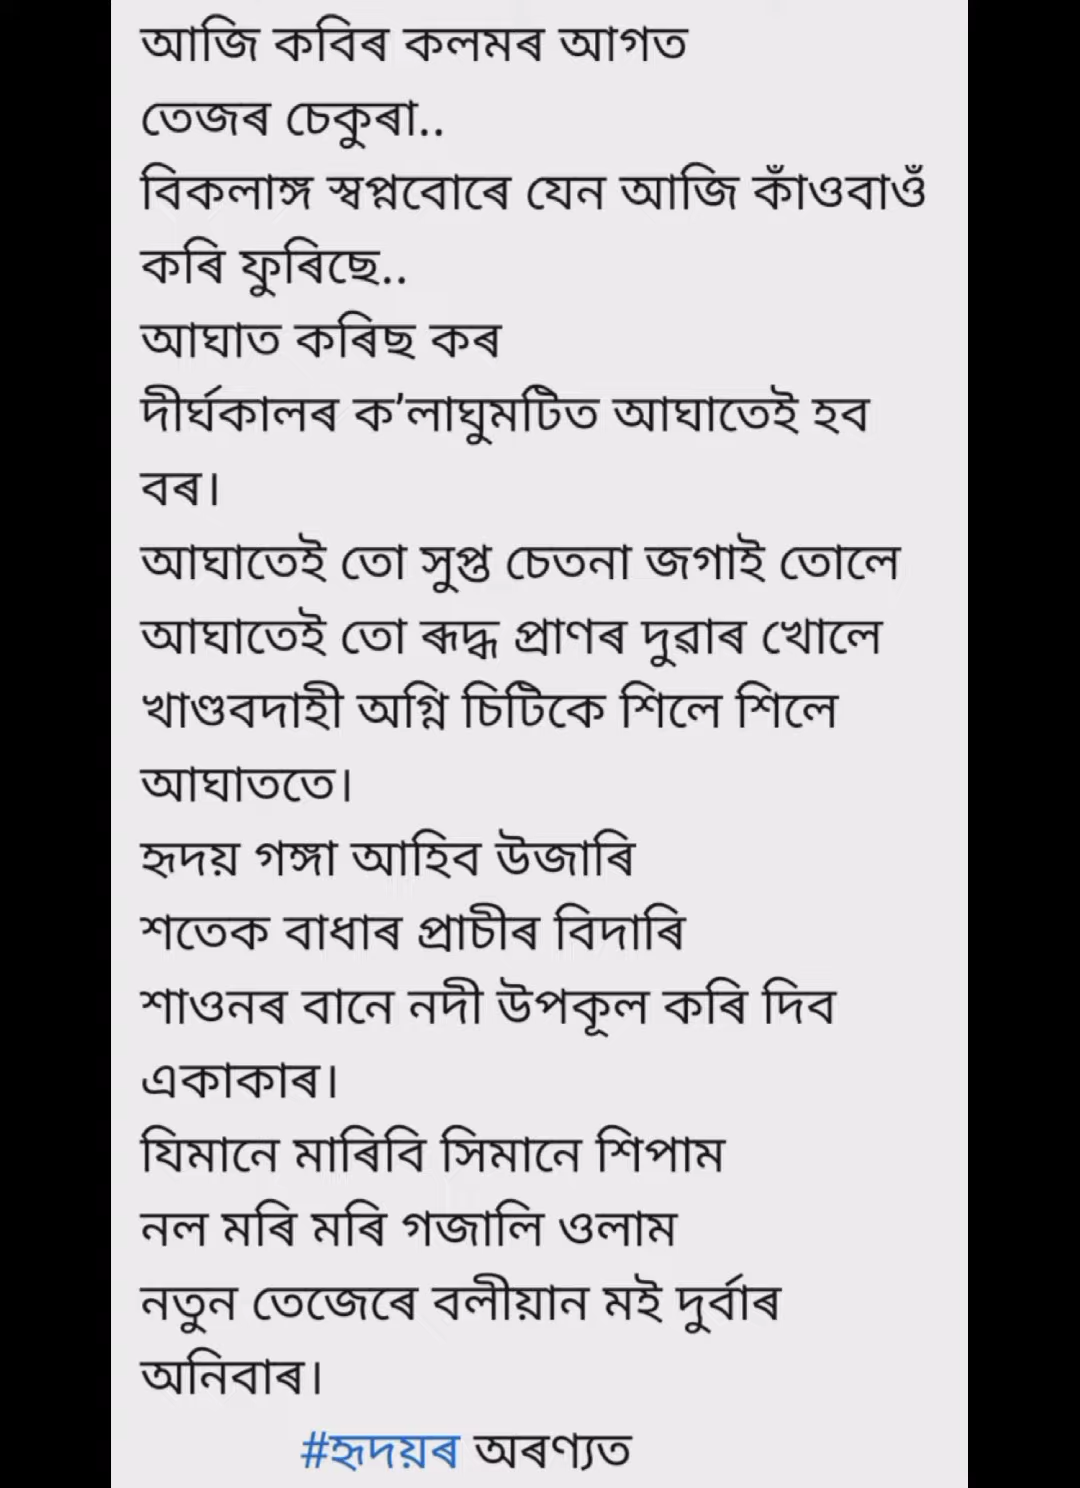 আজি কবিৰ কলমৰ আগত
তেজৰ চেকুৰা..
বিকলাঙ্গ স্বপ্নবোৰে যেন আজি কাঁওবাওঁ
কৰি ফুৰিছে..
আঘাত কৰিছ কৰ
দীৰ্ঘকালৰ ক’লাঘুমটিত আঘাতেই হব
বৰ।
আঘাতেই তো সুপ্ত চেতনা জগাই তোলে
আঘাতেই তো ৰূদ্ধ প্ৰাণৰ দুৱাৰ খোলে
খাণ্ডবদাহী অগ্নি চিটিকে শিলে শিলে
আঘাততে।
হৃদয় গঙ্গা আহিব উজাৰি
শতেক বাধাৰ প্ৰাচীৰ বিদাৰি
শাওনৰ বানে নদী উপকূল কৰি দিব
একাকাৰ।
যিমানে মাৰিবি সিমানে শিপাম
নল মৰি মৰি গজালি ওলাম
নতুন তেজেৰে বলীয়ান মই দুৰ্বাৰ
অনিবাৰ।
#হৃদয়ৰ অৰণ্যত